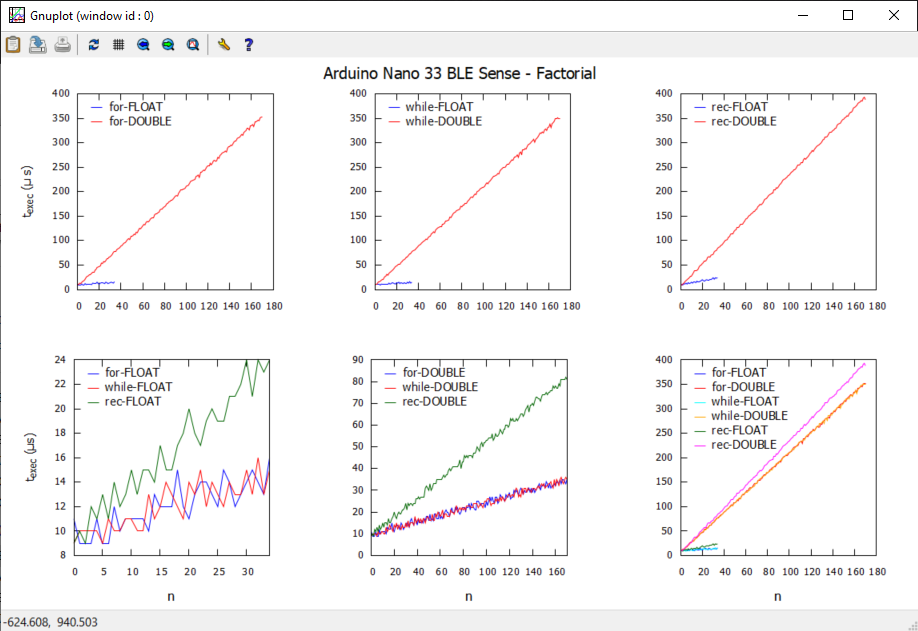 Gnuplot (window id : 0)
Arduino Nano 33 BLE Sense - Factorial
t_exec (μ s)
400
350
300
250
200
150
100
50
0
for-FLOAT
for-DOUBLE
0 20 40 60 80 100 120 140 160 180
400
350
300
250
200
150
100
50
0
while-FLOAT
while-DOUBLE
0 20 40 60 80 100 120 140 160 180
400
350
300
250
200
150
100
50
0
rec-FLOAT
rec-DOUBLE
0 20 40 60 80 100 120 140 160 180
t_exec (μs)
24
22
20
18
16
14
12
10
8
for-FLOAT
while-FLOAT
rec-FLOAT
0 5 10 15 20 25 30
n
90
80
70
60
50
40
30
20
10
0
for-DOUBLE
while-DOUBLE
rec-DOUBLE
0 20 40 60 80 100 120 140 160
n
400
350
300
250
200
150
100
50
0
for-FLOAT
for-DOUBLE
while-FLOAT
while-DOUBLE
rec-FLOAT
rec-DOUBLE
0 20 40 60 80 100 120 140 160 180
n
-624.608, 940.503